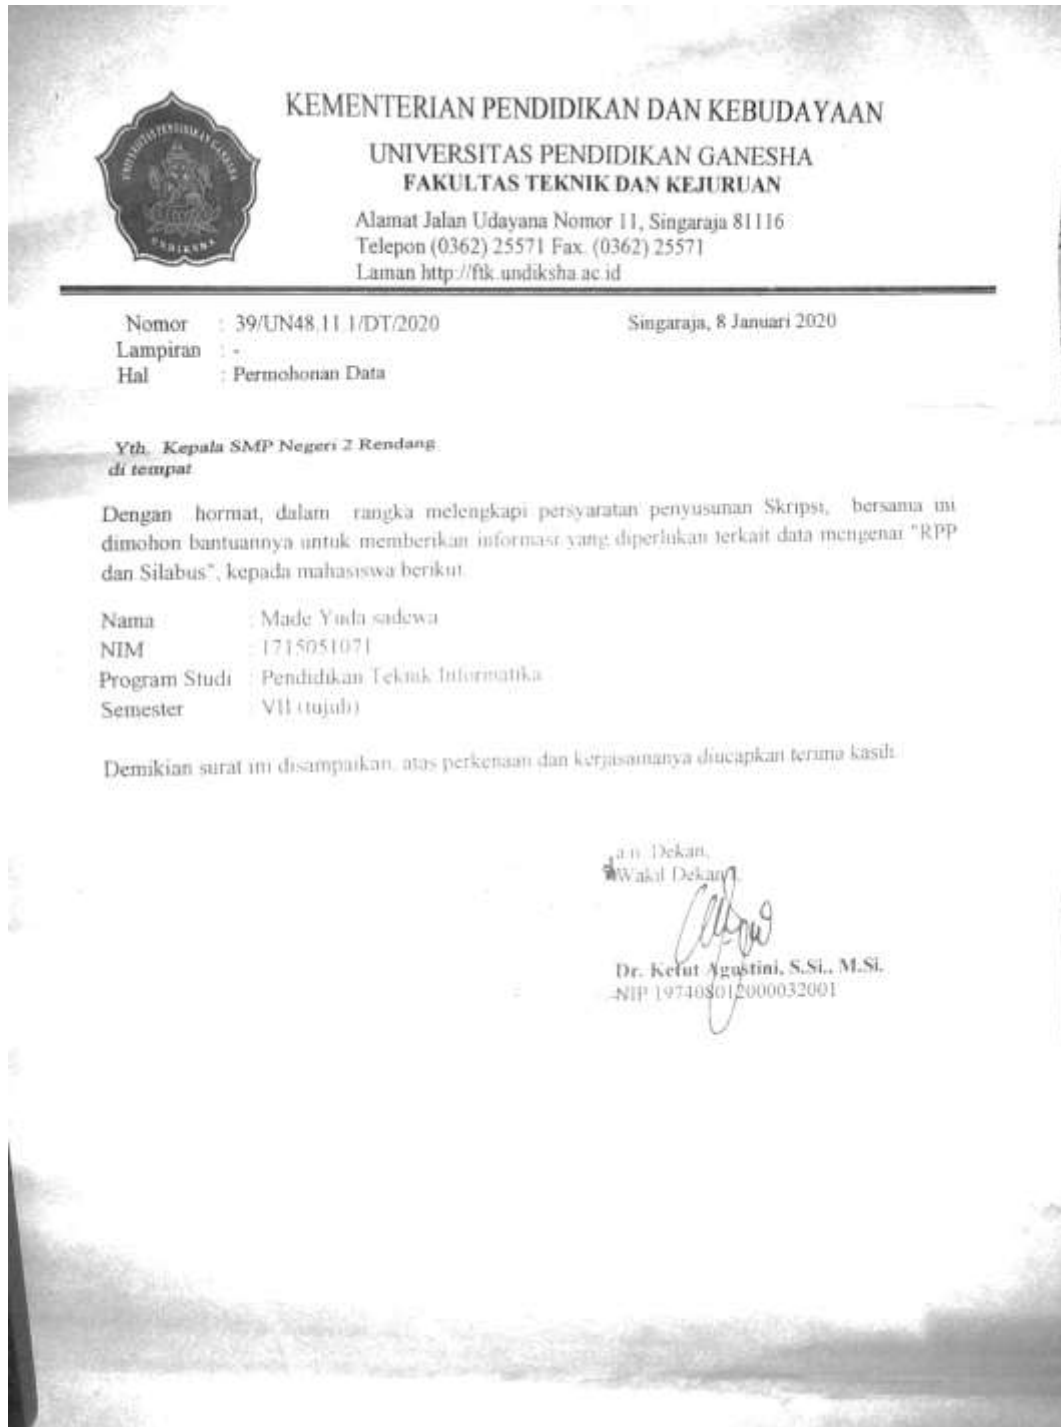 KEMENTERIAN PENDIDIKAN DAN KEBUDAYAAN
UNIVERSITAS PENDIDIKAN GANESHA
FAKULTAS TEKNIK DAN KEJURUAN
Alamat Jalan Udayana Nomor 11, Singaraja 81116
Telepon (0362) 25571 Fax. (0362) 25571
Laman http://ftk.undiksha.ac.id
UNIVERSITAS PENDIDIKAN GANESHA
UNDIKSHA
Nomor : 39/UN48.11.1/DT/2020 Singaraja, 8 Januari 2020
Lampiran : -
Hal : Permohonan Data
Yth. Kepala SMP Negeri 2 Rendang
di tempat
Dengan hormat, dalam rangka melengkapi persyaratan penyusunan Skripsi, bersama ini
dimohon bantuannya untuk memberikan informasi yang diperlukan terkait data mengenai "RPP
dan Silabus", kepada mahasiswa berikut
Nama : Made Yuda sadewa
NIM : 1715051071
Program Studi : Pendidikan Teknik Informatika
Semester : VII (tujuh)
Demikian surat ini disampaikan, atas perkenaan dan kerjasamanya diucapkan terima kasih.
a.n. Dekan,
Wakil Dekan
Dr. Ketut Agustini, S.Si., M.Si.
NIP 197408012000032001